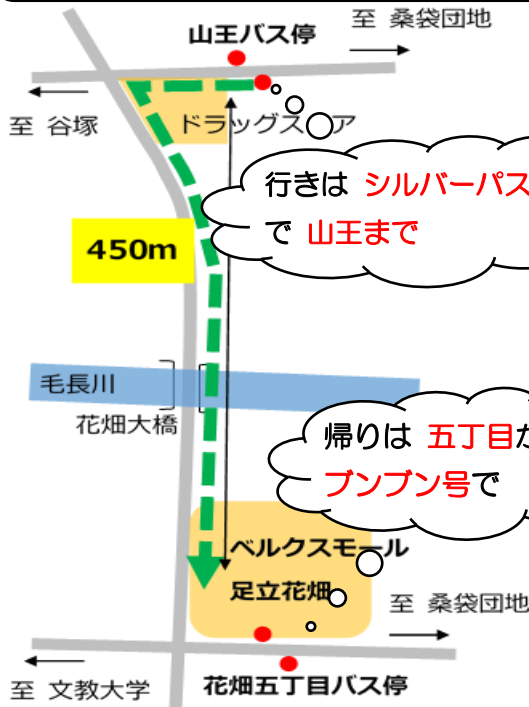 至 桑袋団地
山王バス停
至 谷塚
ドラッグス ア
行きは シルバーパス
で 山王まで
450m
毛長川
花畑大橋
帰りは 五丁目
ブンブン号で
ベルクスモール
足立花畑
至 桑袋団地
至 文教大学
花畑五丁目バス停